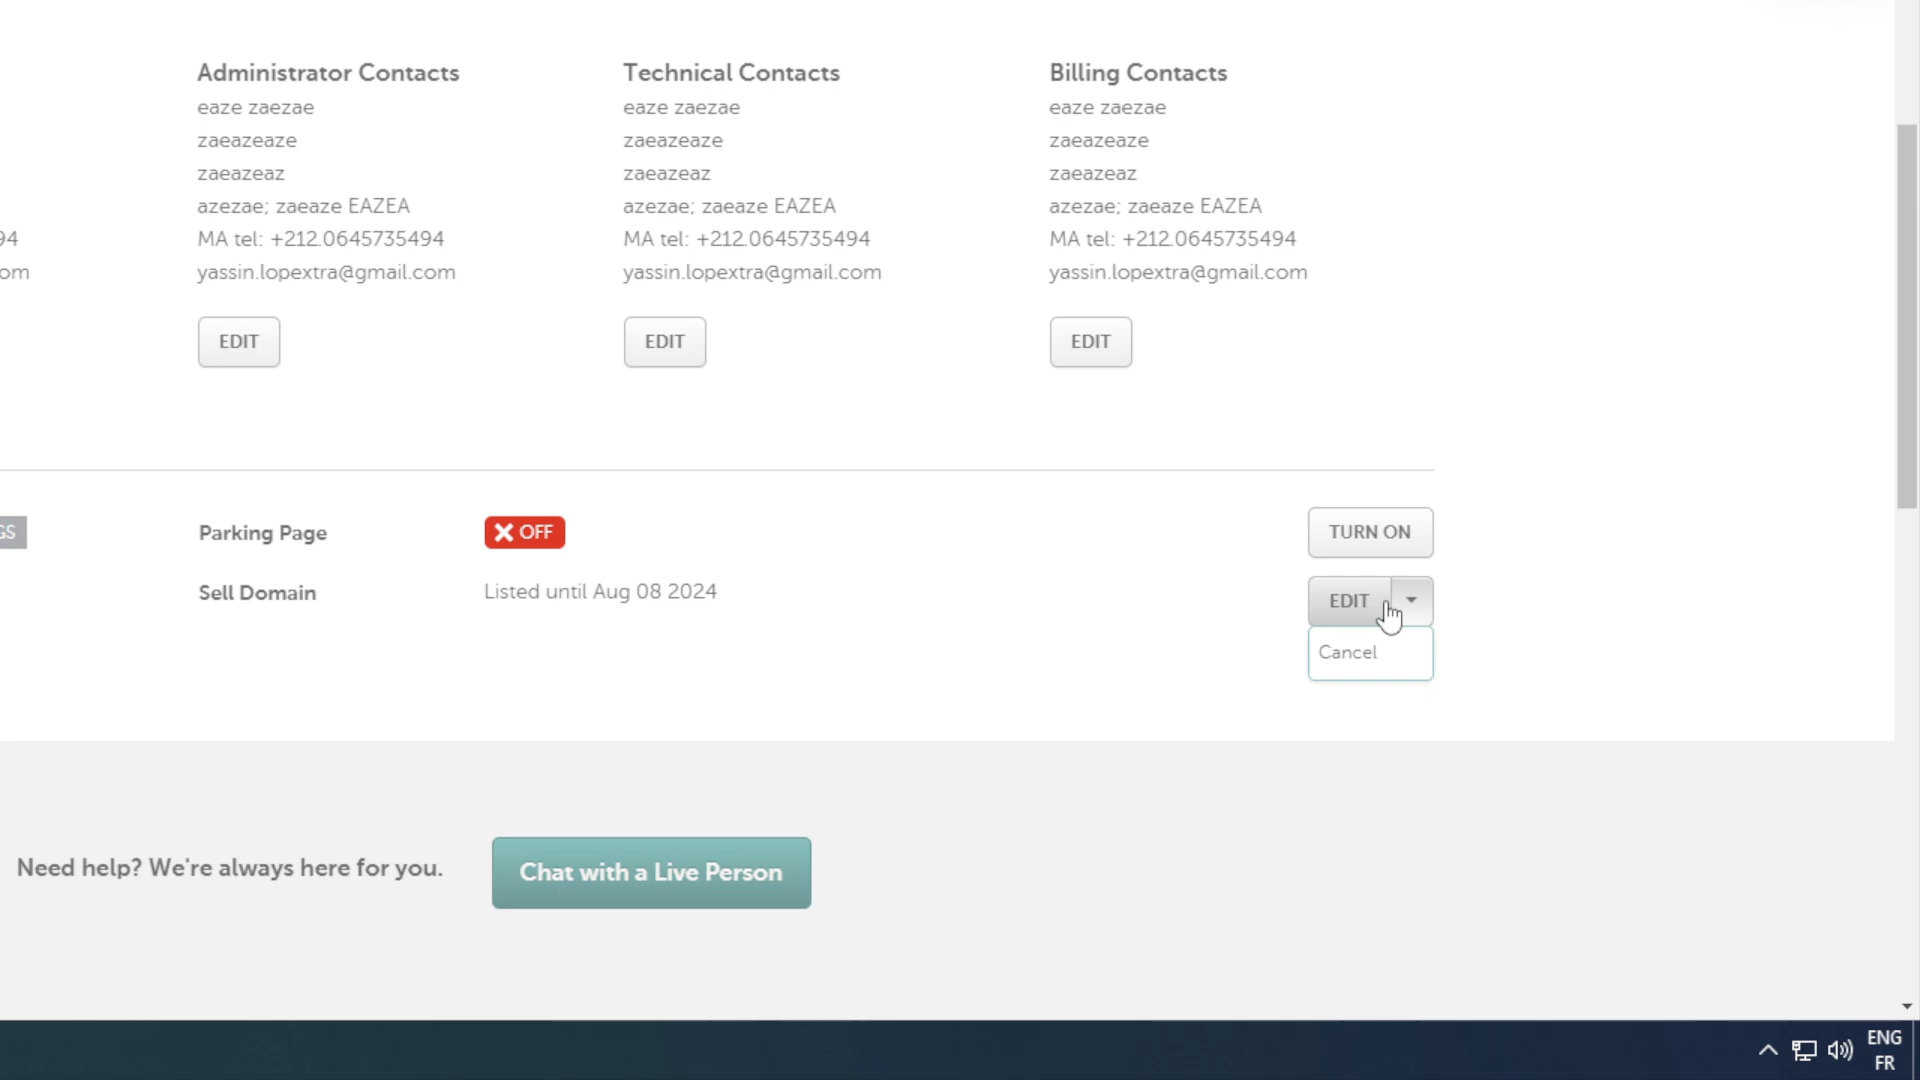 Administrator Contacts
eaze zaezae
zaeazeaze
zaeazeaz
azezae; zaeaze EAZEA
MA tel: +212.0645735494
yassin.lopextra@gmail.com
EDIT
Technical Contacts
eaze zaezae
zaeazeaze
zaeazeaz
azezae; zaeaze EAZEA
MA tel: +212.0645735494
yassin.lopextra@gmail.com
EDIT
Billing Contacts
eaze zaezae
zaeazeaze
zaeazeaz
azezae; zaeaze EAZEA
MA tel: +212.0645735494
yassin.lopextra@gmail.com
EDIT
94
om
GS
Parking Page
OFF
TURN ON
Sell Domain
Listed until Aug 08 2024
EDIT
Cancel
Need help? We're always here for you.
Chat with a Live Person
ENG
FR